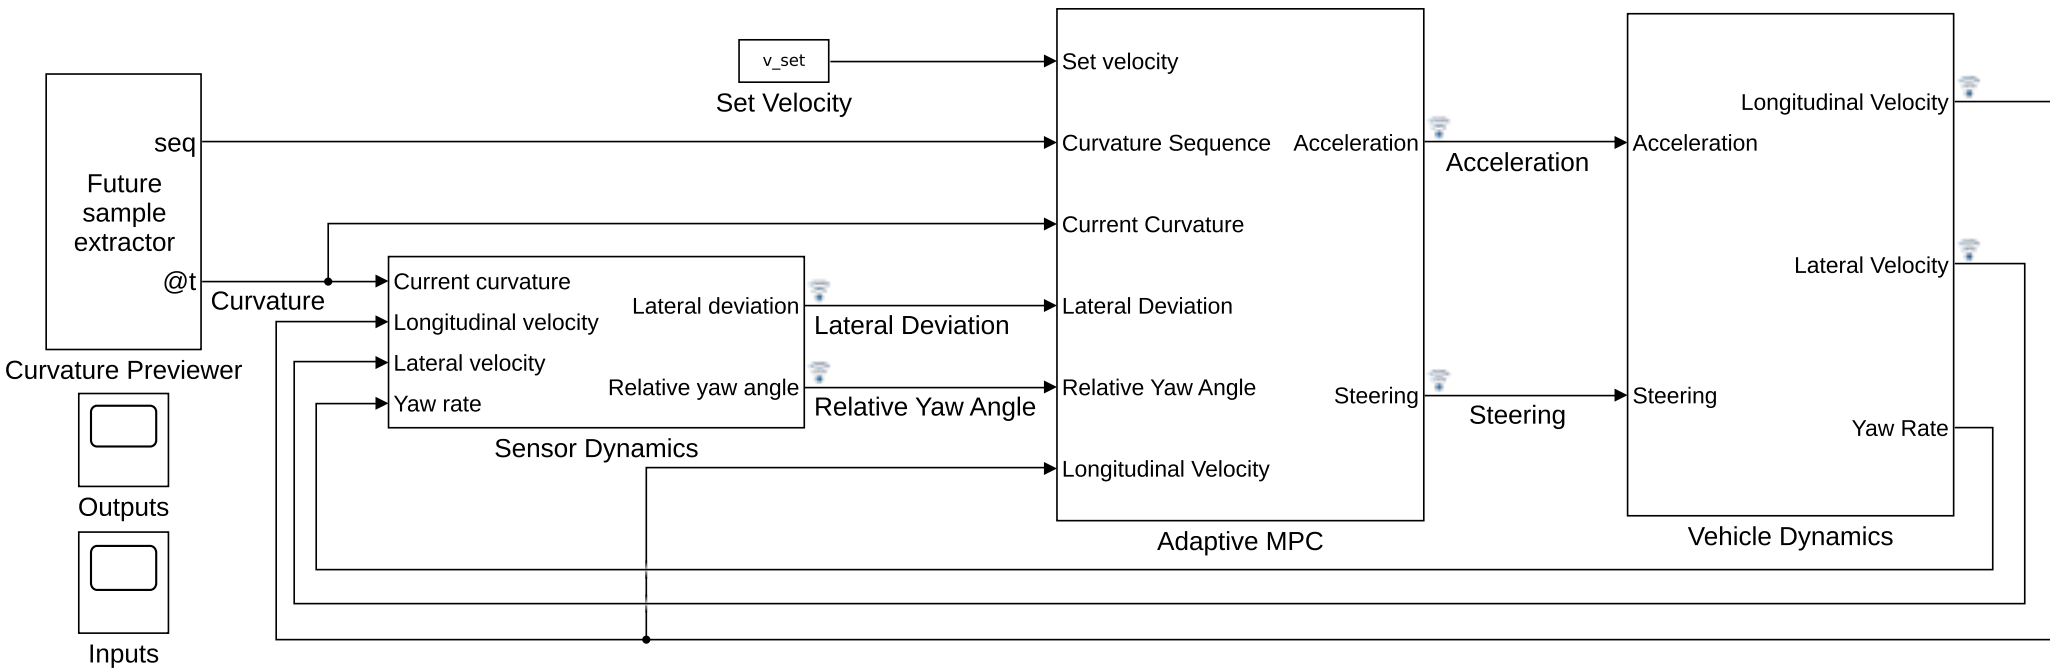 v_set
Set Velocity
seq
Future
sample
extractor
@t
Curvature Previewer
Curvature
Outputs
Inputs
Current curvature
Longitudinal velocity
Lateral velocity
Yaw rate
Lateral deviation
Relative yaw angle
Sensor Dynamics
Lateral Deviation
Relative Yaw Angle
Set velocity
Curvature Sequence
Current Curvature
Lateral Deviation
Relative Yaw Angle
Longitudinal Velocity
Acceleration
Steering
Adaptive MPC
Acceleration
Steering
Acceleration
Steering
Longitudinal Velocity
Lateral Velocity
Yaw Rate
Vehicle Dynamics